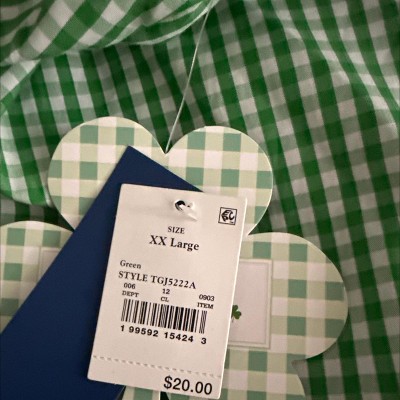 SIZE
XX Large
Green
STYLE TGJ5222A
006 12 0903
DEPT CL ITEM
1 99592 15424 3
$20.00